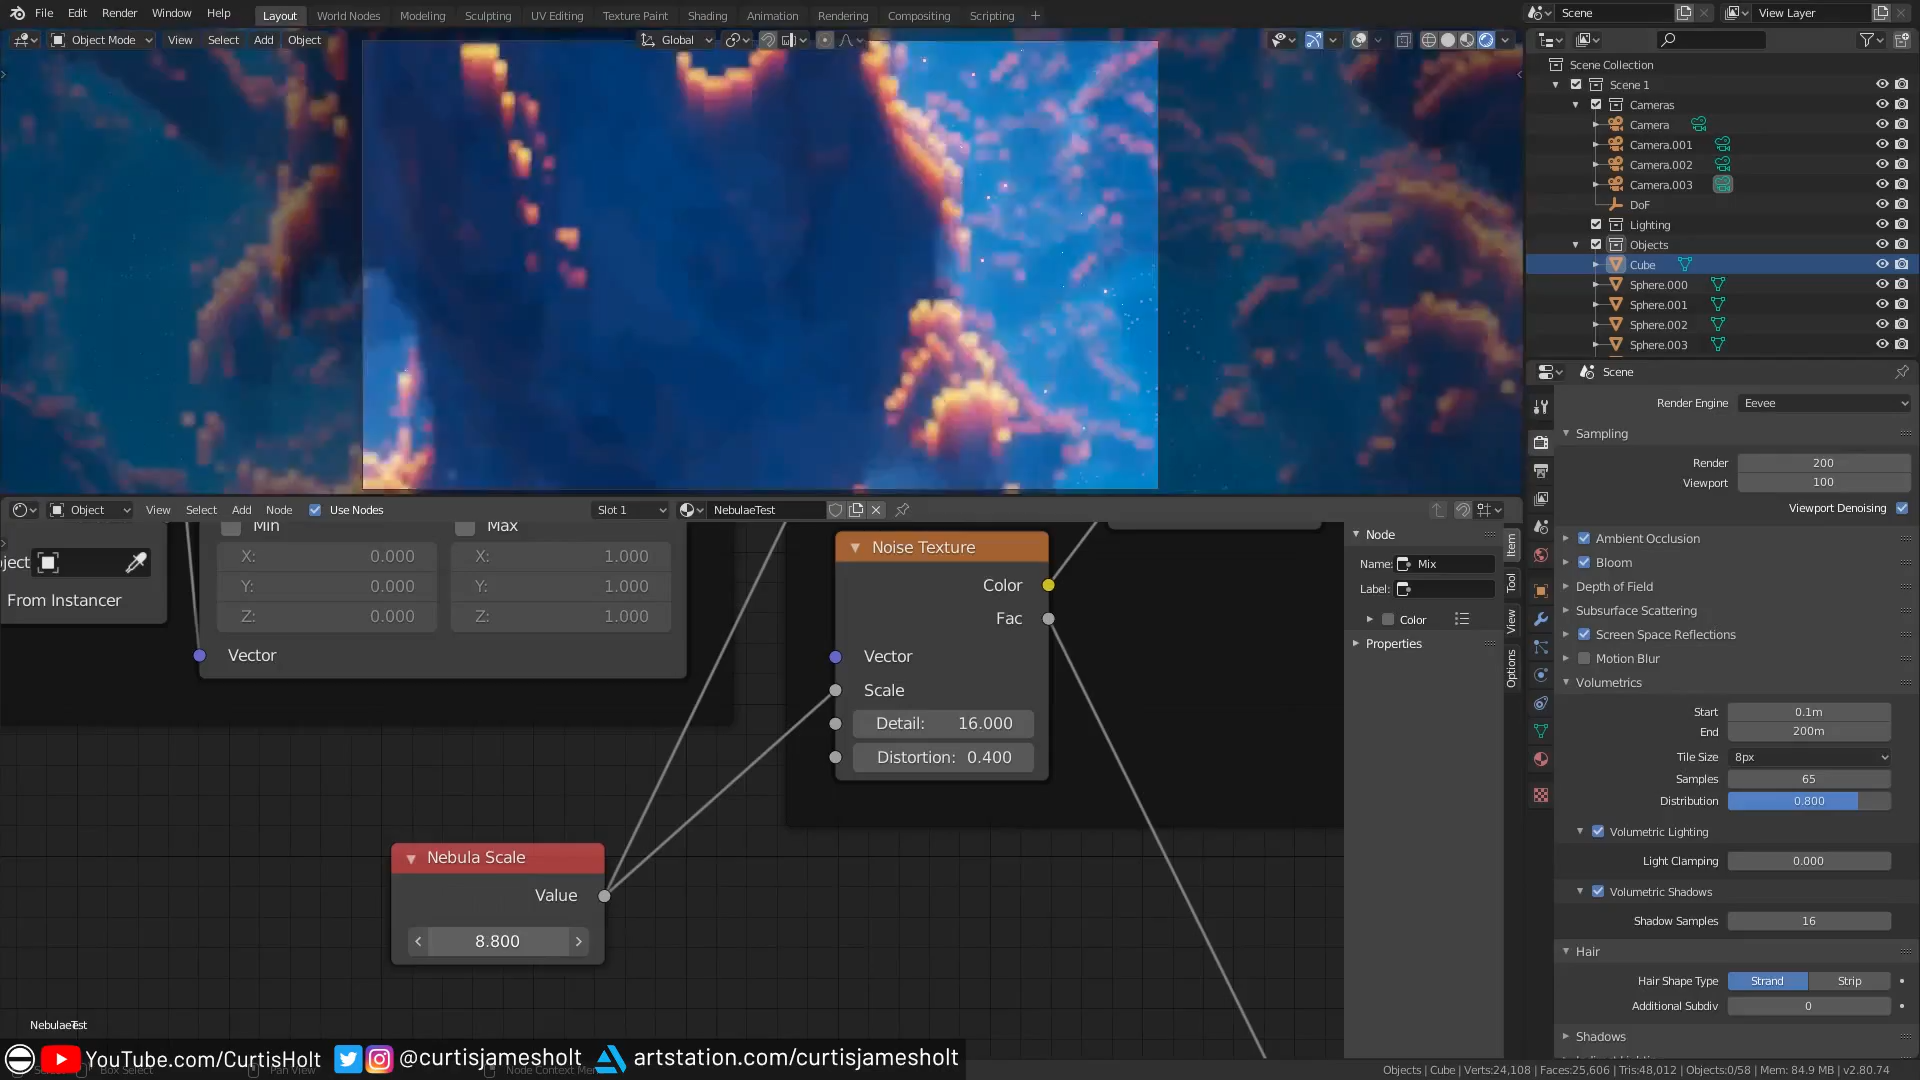 File Edit Render Window Help Layout World Nodes Modeling Sculpting UV Editing Texture Paint Shading Animation Rendering Compositing Scripting + Scene View Layer
Object Mode View Select Add Object Global
Scene Collection
Scene 1
Cameras
Camera
Camera.001
Camera.002
Camera.003
DoF
Lighting
Objects
Cube
Sphere.000
Sphere.001
Sphere.002
Sphere.003
Scene
Render Engine Eevee
Sampling
Render 200
Viewport 100
Viewport Denoising
Ambient Occlusion
Bloom
Depth of Field
Subsurface Scattering
Screen Space Reflections
Motion Blur
Volumetrics
Start 0.1m
End 200m
Tile Size 8px
Samples 65
Distribution 0.800
Volumetric Lighting
Light Clamping 0.000
Volumetric Shadows
Shadow Samples 16
Hair
Hair Shape Type Strand Strip
Additional Subdiv 0
Shadows
Object View Select Add Node Use Nodes Slot 1 NebulaeTest
Min Max
X: 0.000 X: 1.000
Y: 0.000 Y: 1.000
Z: 0.000 Z: 1.000
Vector
ject
From Instancer
Noise Texture
Color
Fac
Vector
Scale
Detail: 16.000
Distortion: 0.400
Nebula Scale
Value
8.800
Node
Name: Mix
Label:
Color
Properties
Item
Tool
View
Options
YouTube.com/CurtisHolt @curtisjamesholt artstation.com/curtisjamesholt
Box Select Pan View Node Context Men
Objects | Cube | Verts:24,108 | Faces:25,606 | Tris:48,012 | Objects:0/58 | Mem: 84.9 MB | v2.80.74